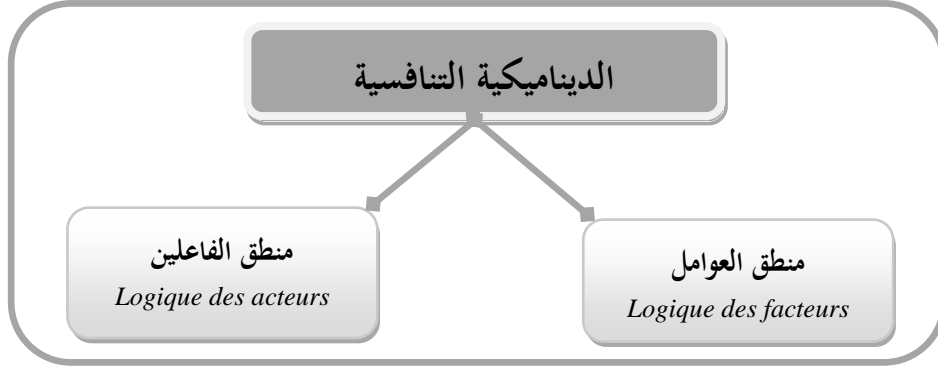 الديناميكية التنافسية
منطق العوامل
Logique des facteurs
منطق الفاعلين
Logique des acteurs